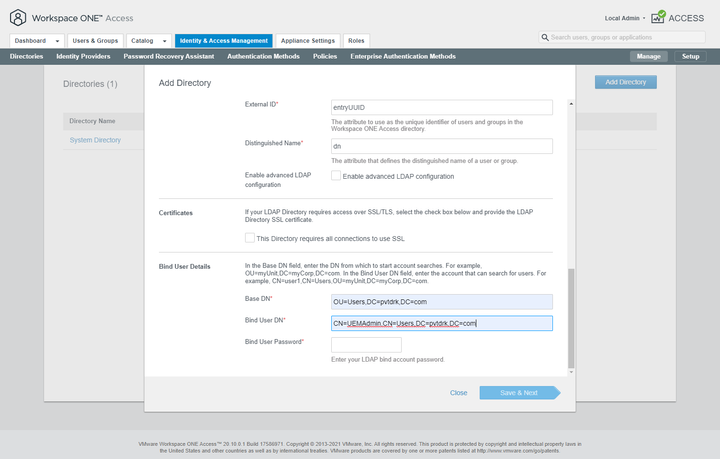 Workspace ONE™ Access
Local Admin
ACCESS
Dashboard
Users & Groups
Catalog
Identity & Access Management
Appliance Settings
Roles
Search users, groups or applications
Directories
Identity Providers
Password Recovery Assistant
Authentication Methods
Policies
Enterprise Authentication Methods
Manage
Setup
Directories (1)
Add Directory
Directory Name
System Directory
Add Directory
External ID*
entryUUID
The attribute to use as the unique identifier of users and groups in the
Workspace ONE Access directory.
Distinguished Name*
dn
The attribute that defines the distinguished name of a user or group.
Enable advanced LDAP
configuration
Enable advanced LDAP configuration
Certificates
If your LDAP Directory requires access over SSL/TLS, select the check box below and provide the LDAP
Directory SSL certificate.
This Directory requires all connections to use SSL
Bind User Details
In the Base DN field, enter the DN from which to start account searches. For example,
OU=myUnit,DC=myCorp,DC=com. In the Bind User DN field, enter the account that can search for users. For
example, CN=user1,CN=Users,OU=myUnit,DC=myCorp,DC=com.
Base DN*
OU=Users,DC=pvtdrk,DC=com
Bind User DN*
CN=UEMAdmin,CN=Users,DC=pvtdrk,DC=com
Bind User Password*
Enter your LDAP bind account password.
Close
Save & Next
VMware Workspace ONE Access™ 20.10.0.1 Build 17586971. Copyright © 2013-2021 VMware, Inc. All rights reserved. This product is protected by copyright and intellectual property laws in
the United States and other countries as well as by international treaties. VMware products are covered by one or more patents listed at http://www.vmware.com/go/patents.